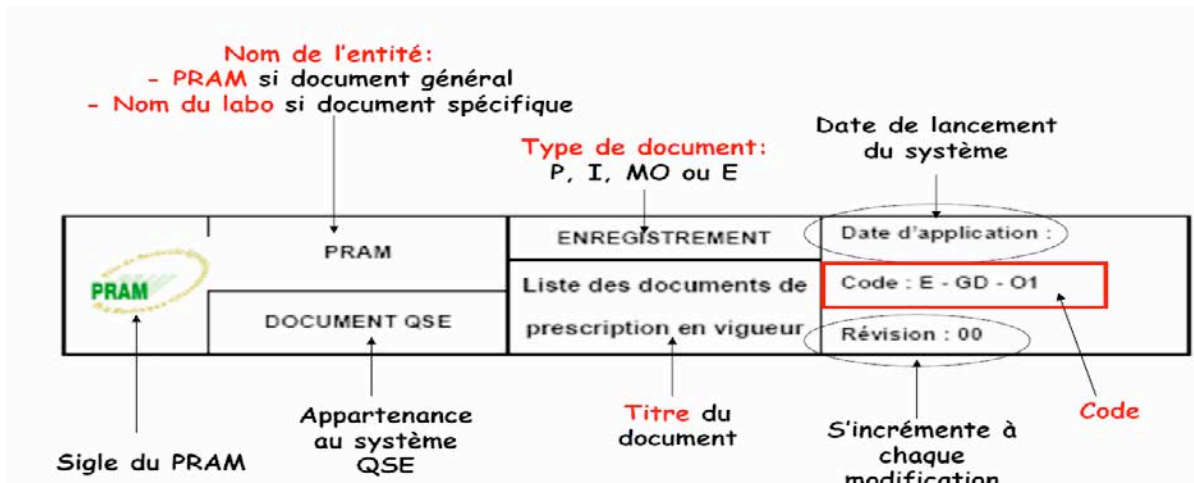 Nom de l'entité:
- PRAM si document général
- Nom du labo si document spécifique
Type de document:
P, I, MO ou E
Date de lancement
du système
PRAM
PRAM
DOCUMENT QSE
ENREGISTREMENT
Liste des documents de
prescription en vigueur
Date d'application :
Code : E - GD - O1
Révision : 00
Sigle du PRAM
Appartenance
au système
QSE
Titre du
document
S'incrémente à
chaque
modification
Code